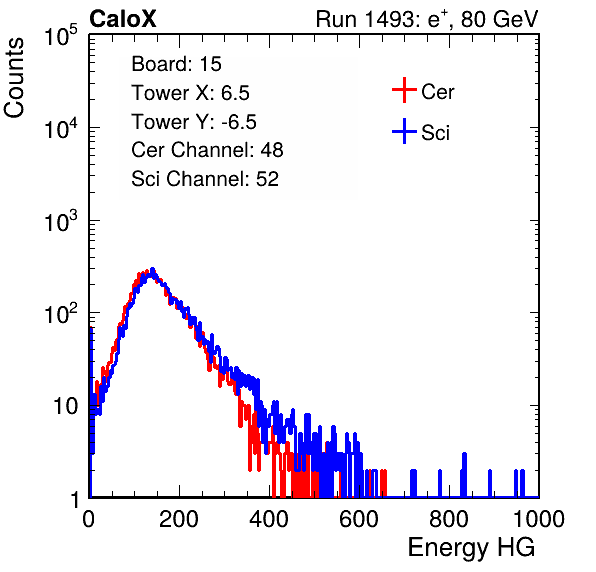 CaloX Run 1493: e⁺, 80 GeV
Board: 15
Tower X: 6.5
Tower Y: -6.5
Cer Channel: 48
Sci Channel: 52
Cer
Sci
Counts
10⁵
10⁴
10³
10²
10
1
0 200 400 600 800 1000
Energy HG